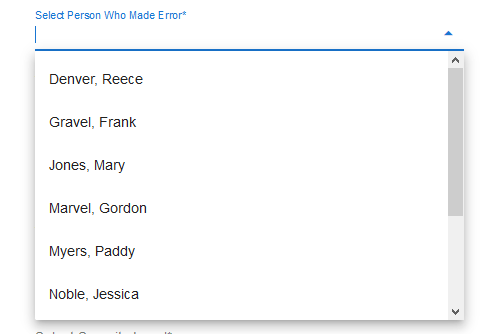 Select Person Who Made Error*
Denver, Reece
Gravel, Frank
Jones, Mary
Marvel, Gordon
Myers, Paddy
Noble, Jessica